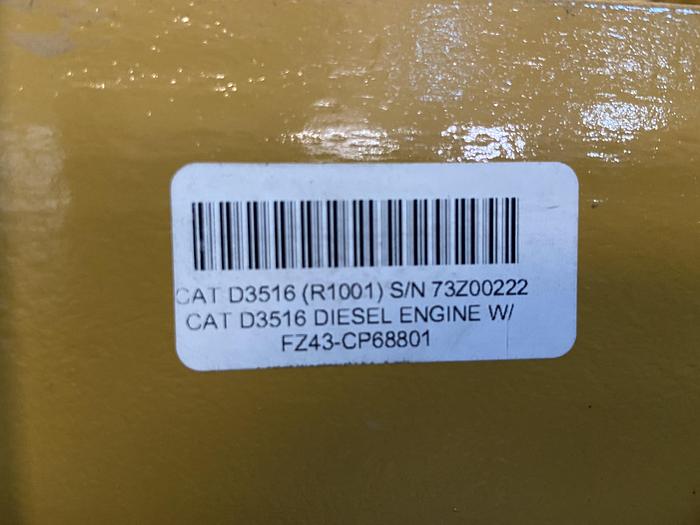 CAT D3516 (R1001) S/N 73Z00222
CAT D3516 DIESEL ENGINE W/
FZ43-CP68801